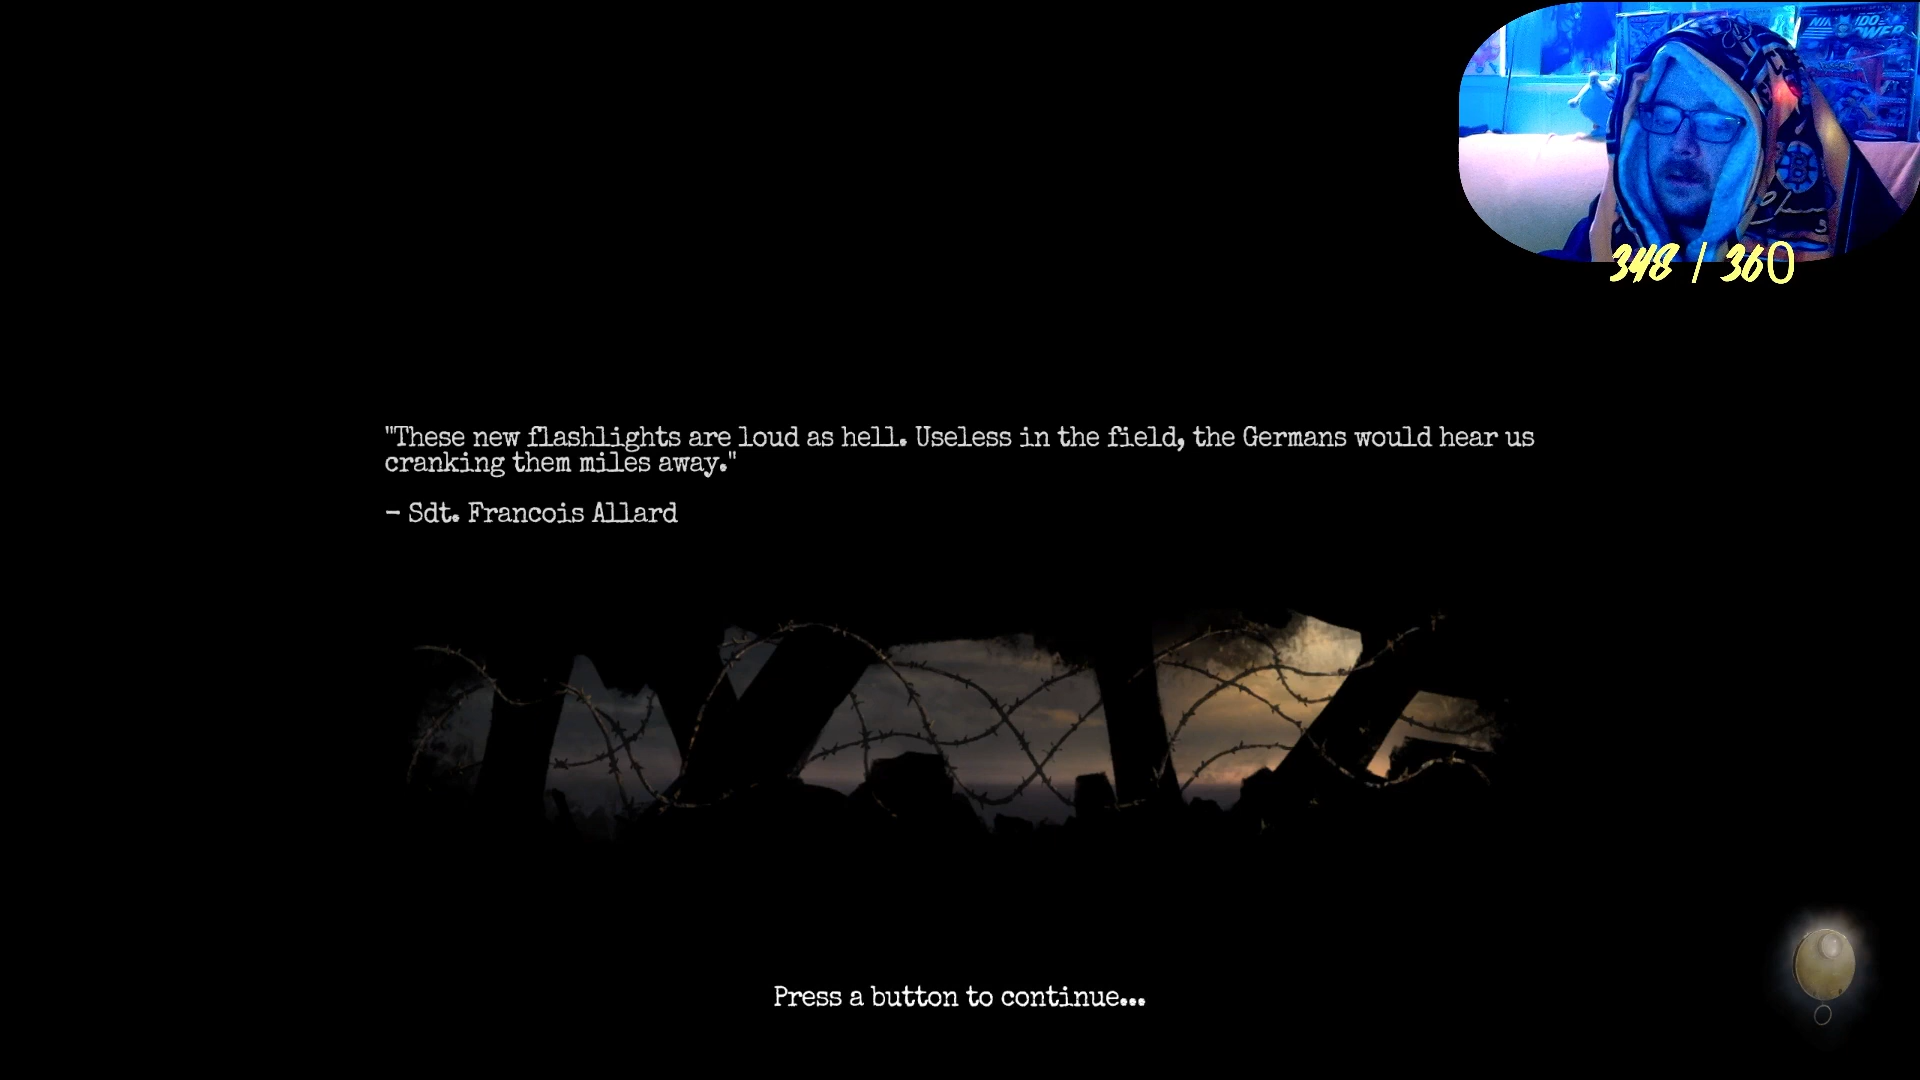 348 / 360
"These new flashlights are loud as hell. Useless in the field, the Germans would hear us
cranking them miles away."
- Sdt. Francois Allard
Press a button to continue...